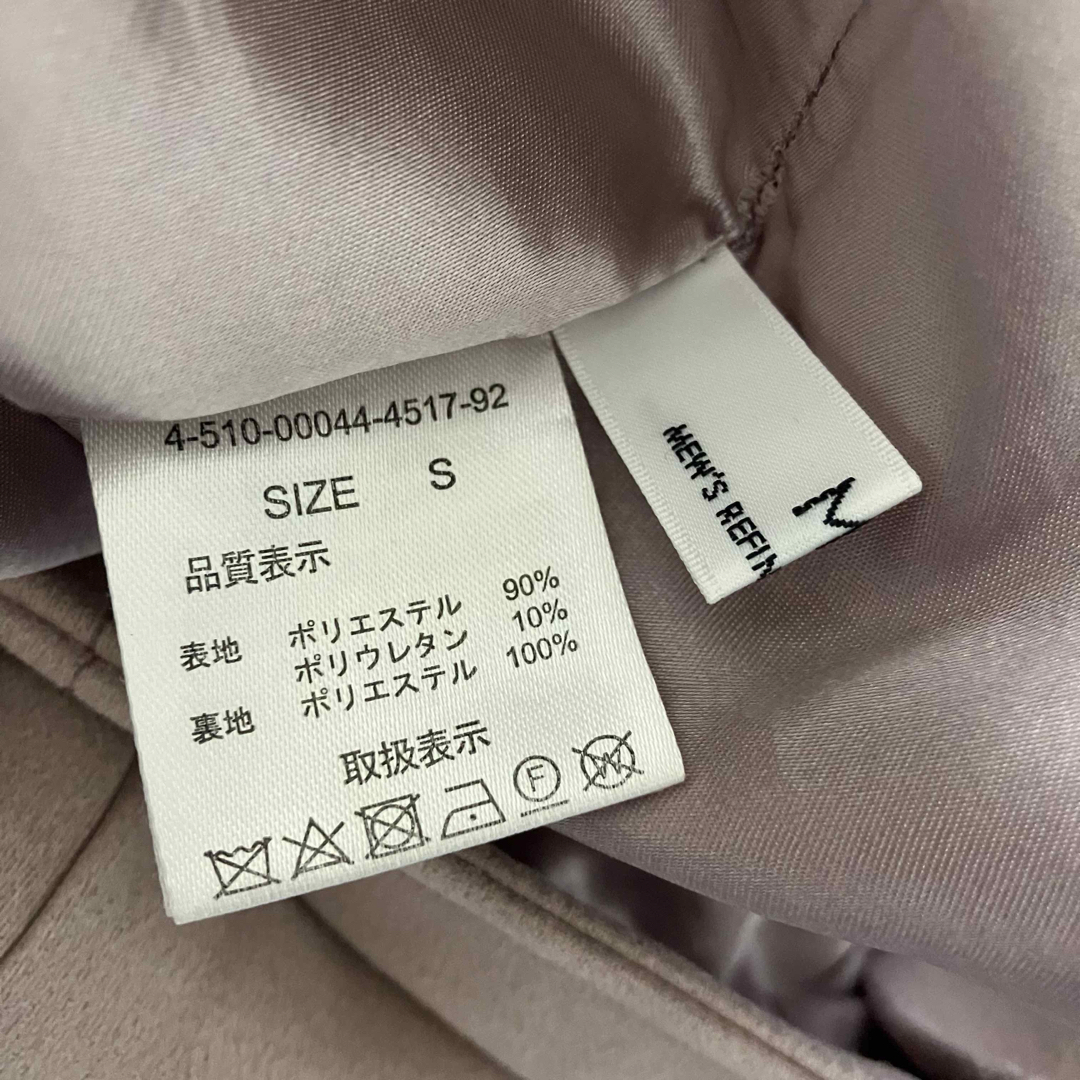 4-510-00044-4517-92
SIZE S
品質表示
表地 ポリエステル 90%
ポリウレタン 10%
裏地 ポリエステル 100%
取扱表示
F
W
MEW'S REFIN
M